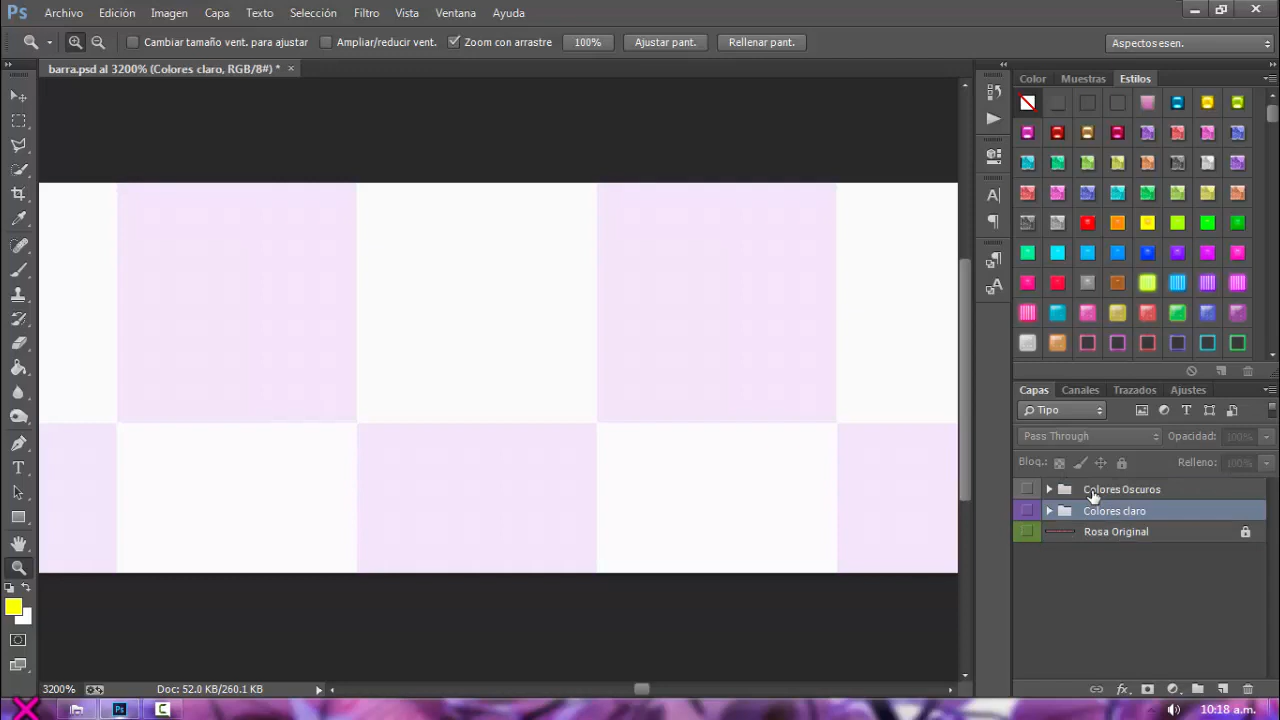 Ps Archivo Edición Imagen Capa Texto Selección Filtro Vista Ventana Ayuda
Cambiar tamaño vent. para ajustar Ampliar/reducir vent. Zoom con arrastre 100% Ajustar pant. Rellenar pant. Aspectos esen.
barra.psd al 3200% (Colores claro, RGB/8#) * ×
Color Muestras Estilos
Capas Canales Trazados Ajustes
Tipo
Pass Through Opacidad: 100%
Bloq.: Relleno: 100%
Colores Oscuros
Colores claro
Rosa Original
3200% Doc: 52.0 KB/260.1 KB
Ps 10:18 a.m.